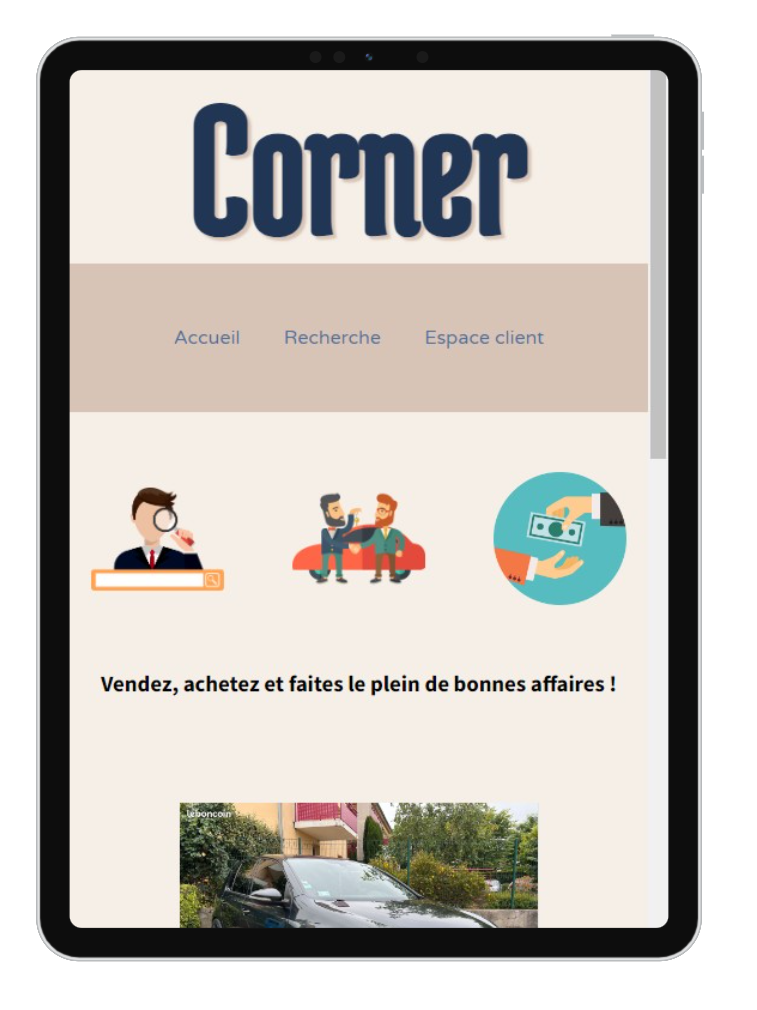 Corner
Accueil Recherche Espace client
Vendez, achetez et faites le plein de bonnes affaires !
leboncoin